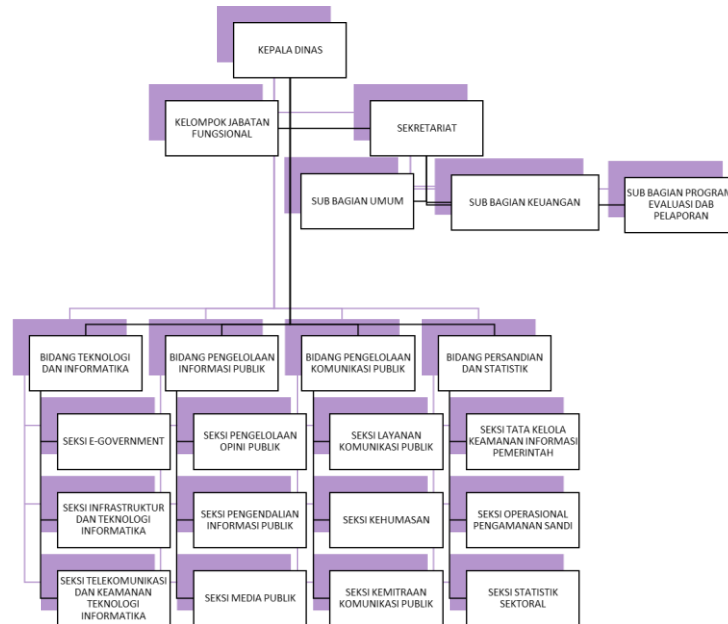 KEPALA DINAS
KELOMPOK JABATAN
FUNGSIONAL
SEKRETARIAT
SUB BAGIAN UMUM
SUB BAGIAN KEUANGAN
SUB BAGIAN PROGRAM
EVALUASI DAB
PELAPORAN
BIDANG TEKNOLOGI
DAN INFORMATIKA
BIDANG PENGELOLAAN
INFORMASI PUBLIK
BIDANG PENGELOLAAN
KOMUNIKASI PUBLIK
BIDANG PERSANDIAN
DAN STATISTIK
SEKSI E-GOVERNMENT
SEKSI PENGELOLAAN
OPINI PUBLIK
SEKSI LAYANAN
KOMUNIKASI PUBLIK
SEKSI TATA KELOLA
KEAMANAN INFORMASI
PEMERINTAH
SEKSI INFRASTRUKTUR
DAN TEKNOLOGI
INFORMATIKA
SEKSI PENGENDALIAN
INFORMASI PUBLIK
SEKSI KEHUMASAN
SEKSI OPERASIONAL
PENGAMANAN SANDI
SEKSI TELEKOMUNIKASI
DAN KEAMANAN
TEKNOLOGI
INFORMATIKA
SEKSI MEDIA PUBLIK
SEKSI KEMITRAAN
KOMUNIKASI PUBLIK
SEKSI STATISTIK
SEKTORAL